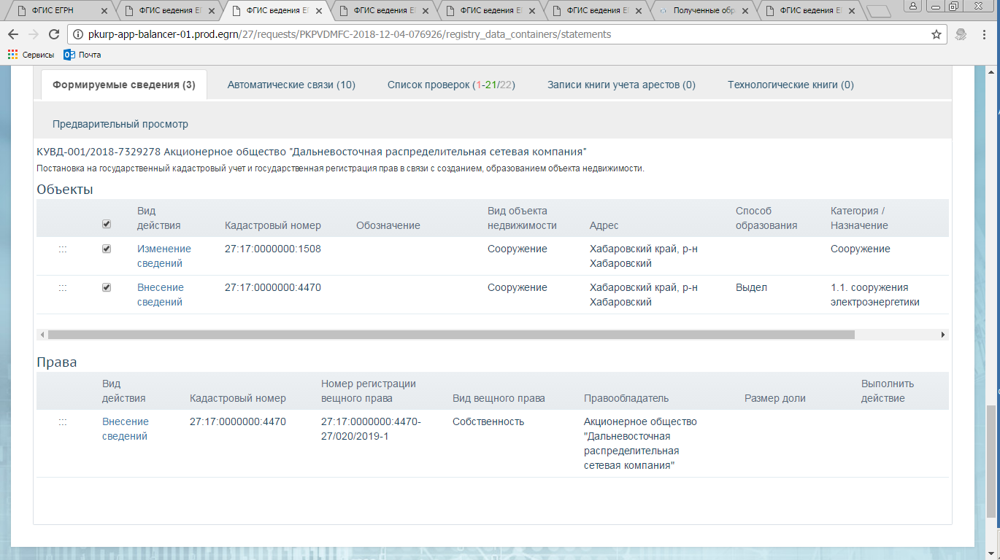 ФГИС ЕГРН
ФГИС ведения ЕГ
ФГИС ведения ЕГ
ФГИС ведения ЕГ
ФГИС ведения ЕГ
ФГИС ведения ЕГ
Полученные обр
ФГИС ведения ЕГ
pkurp-app-balancer-01.prod.egrn/27/requests/PKPVDMFC-2018-12-04-076926/registry_data_containers/statements
Сервисы Почта
Формируемые сведения (3) Автоматические связи (10) Список проверок (1-21/22) Записи книги учета арестов (0) Технологические книги (0)
Предварительный просмотр
КУВД-001/2018-7329278 Акционерное общество "Дальневосточная распределительная сетевая компания"
Постановка на государственный кадастровый учет и государственная регистрация прав в связи с созданием, образованием объекта недвижимости.
Объекты
Вид Вид объекта Способ Категория /
действия Кадастровый номер Обозначение недвижимости Адрес образования Назначение
::: Изменение 27:17:0000000:1508 Сооружение Хабаровский край, р-н Сооружение
сведений Хабаровский
::: Внесение 27:17:0000000:4470 Сооружение Хабаровский край, р-н Выдел 1.1. сооружения
сведений Хабаровский электроэнергетики
Права
Вид Номер регистрации Выполнить
действия Кадастровый номер вещного права Вид вещного права Правообладатель Размер доли действие
::: Внесение 27:17:0000000:4470 27:17:0000000:4470- Собственность Акционерное общество
сведений 27/020/2019-1 "Дальневосточная
распределительная
сетевая компания"